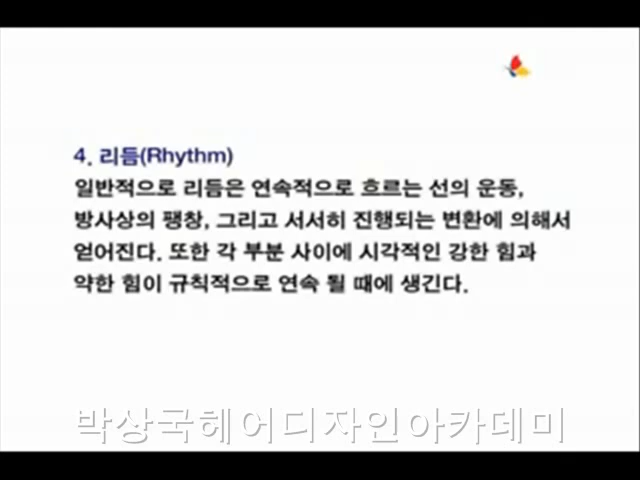 4. 리듬(Rhythm)
일반적으로 리듬은 연속적으로 흐르는 선의 운동,
방사상의 팽창, 그리고 서서히 진행되는 변환에 의해서
얻어진다. 또한 각 부분 사이에 시각적인 강한 힘과
약한 힘이 규칙적으로 연속 될 때에 생긴다.
박상국헤어디자인아카데미